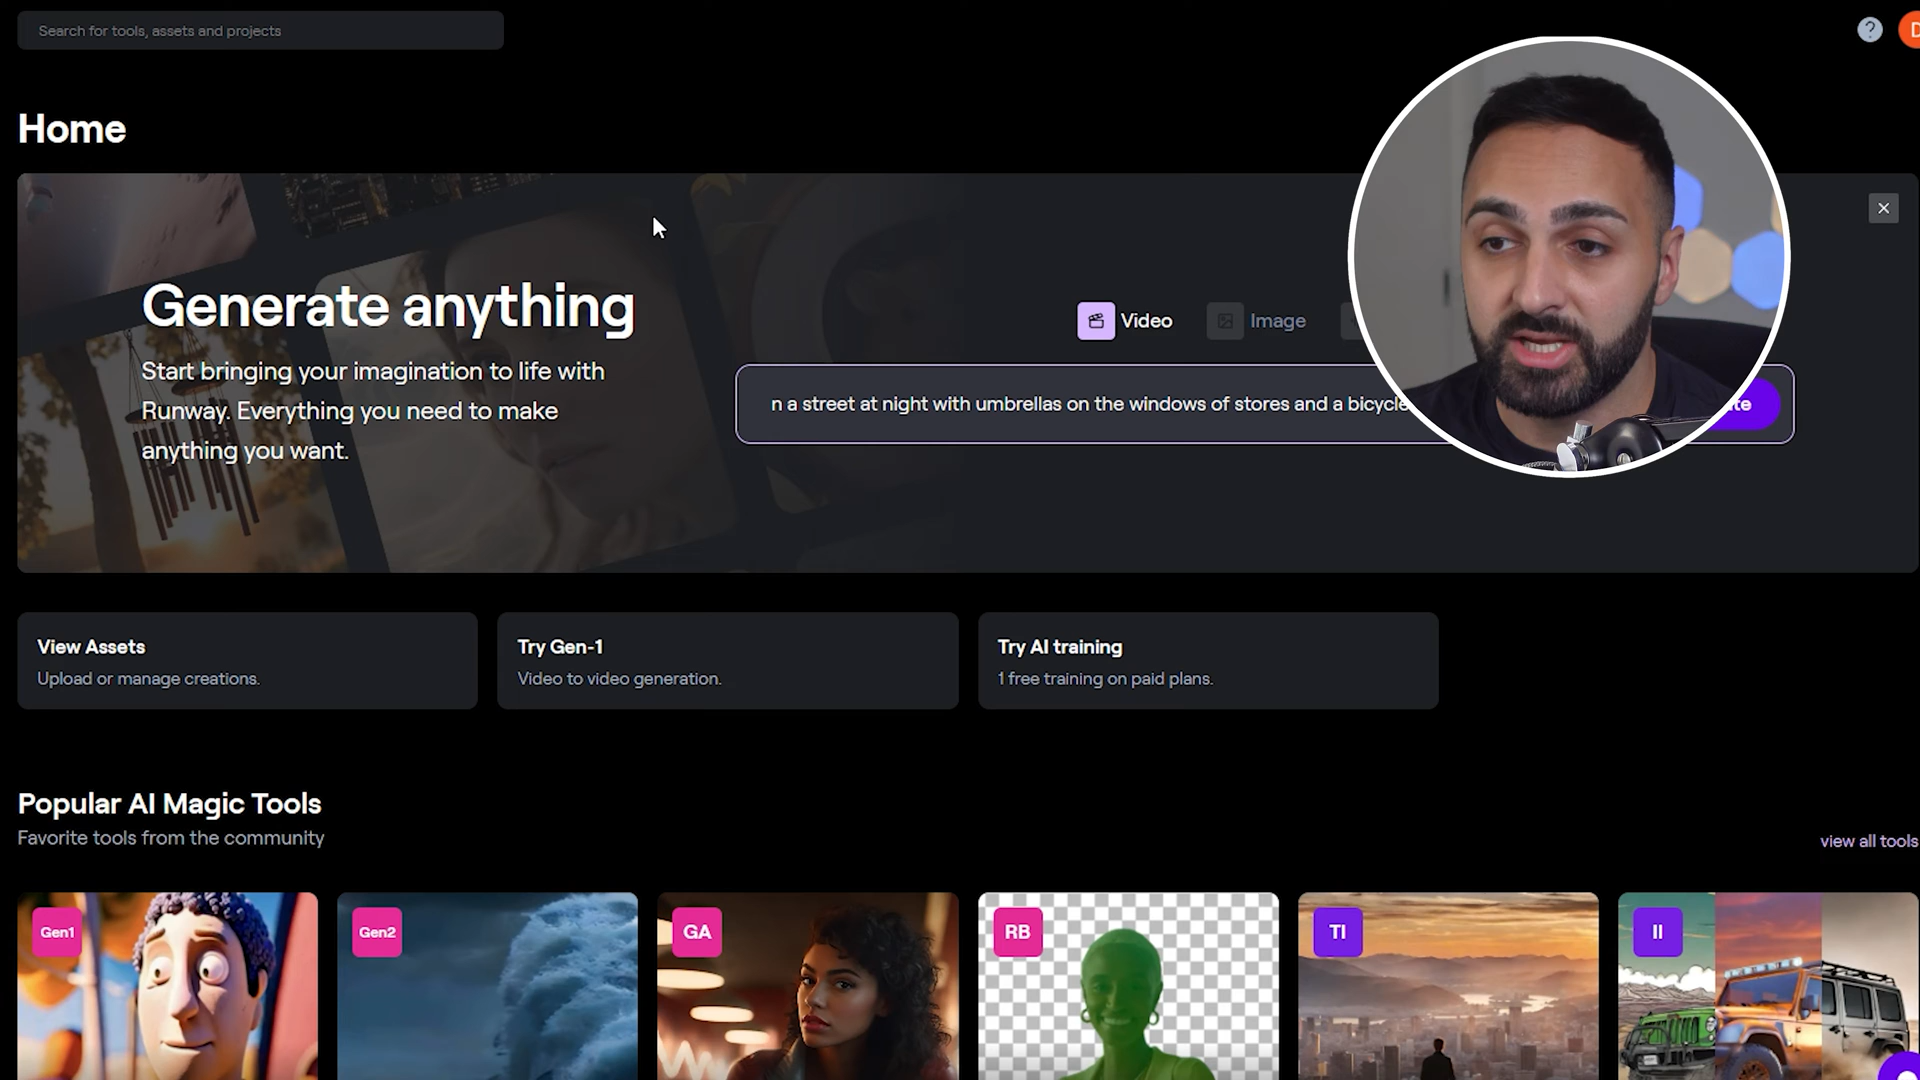 Search for tools, assets and projects
?
D
Home
Generate anything
Start bringing your imagination to life with
Runway. Everything you need to make
anything you want.
Video
Image
n a street at night with umbrellas on the windows of stores and a bicycle
View Assets
Upload or manage creations.
Try Gen-1
Video to video generation.
Try AI training
1 free training on paid plans.
Popular AI Magic Tools
Favorite tools from the community
view all tools
Gen1
Gen2
GA
RB
TI
II